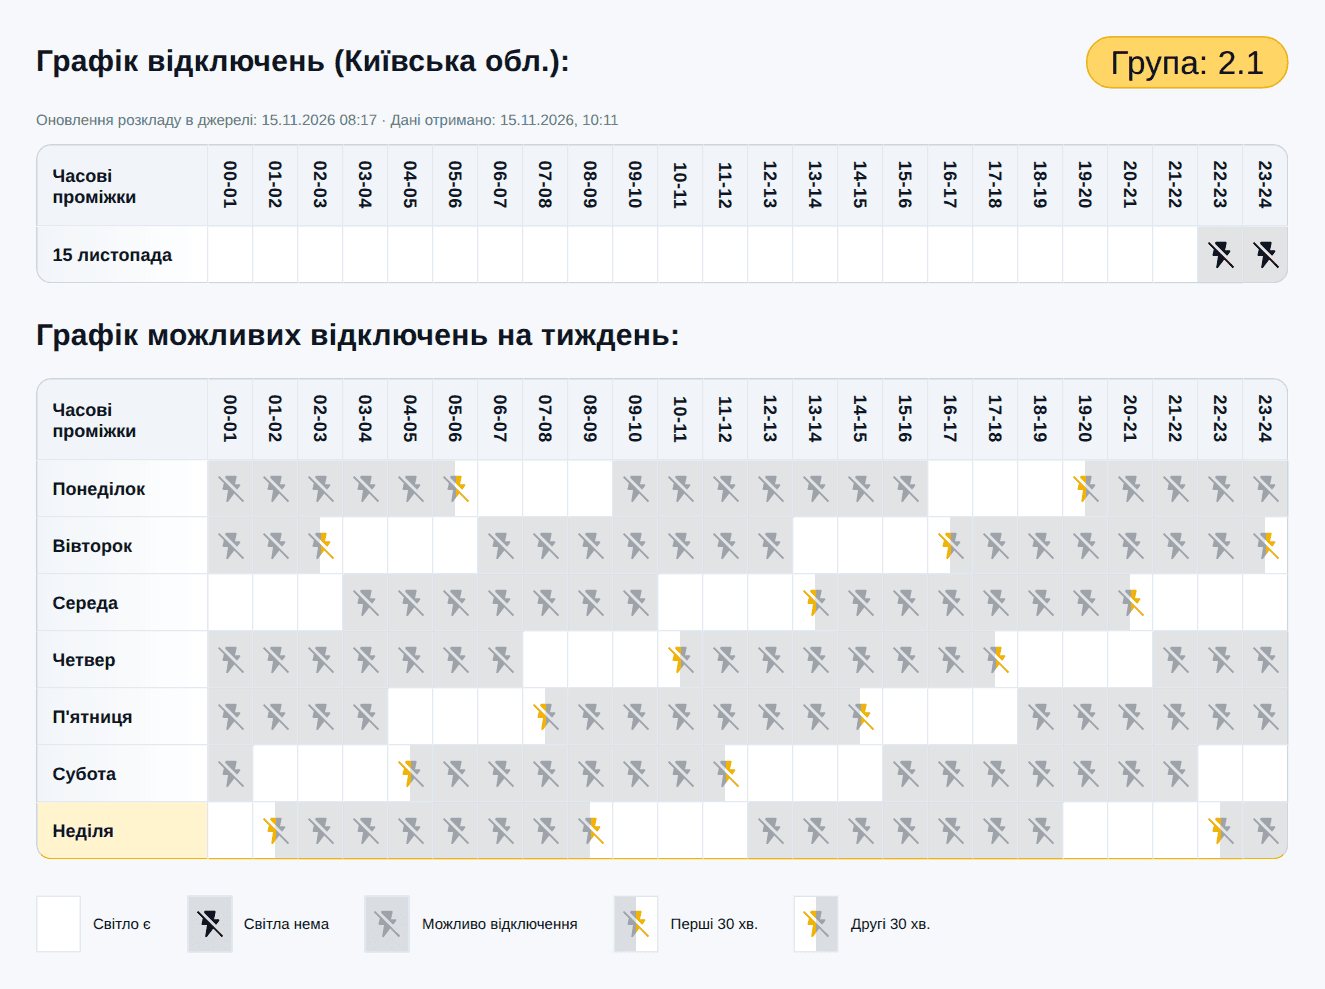 Графік відключень (Київська обл.):
Група: 2.1
Оновлення розкладу в джерелі: 15.11.2026 08:17 · Дані отримано: 15.11.2026, 10:11
Часові проміжки 00-01 01-02 02-03 03-04 04-05 05-06 06-07 07-08 08-09 09-10 10-11 11-12 12-13 13-14 14-15 15-16 16-17 17-18 18-19 19-20 20-21 21-22 22-23 23-24
15 листопада
Графік можливих відключень на тиждень:
Часові проміжки 00-01 01-02 02-03 03-04 04-05 05-06 06-07 07-08 08-09 09-10 10-11 11-12 12-13 13-14 14-15 15-16 16-17 17-18 18-19 19-20 20-21 21-22 22-23 23-24
Понеділок
Вівторок
Середа
Четвер
П'ятниця
Субота
Неділя
Світло є Світла нема Можливо відключення Перші 30 хв. Другі 30 хв.